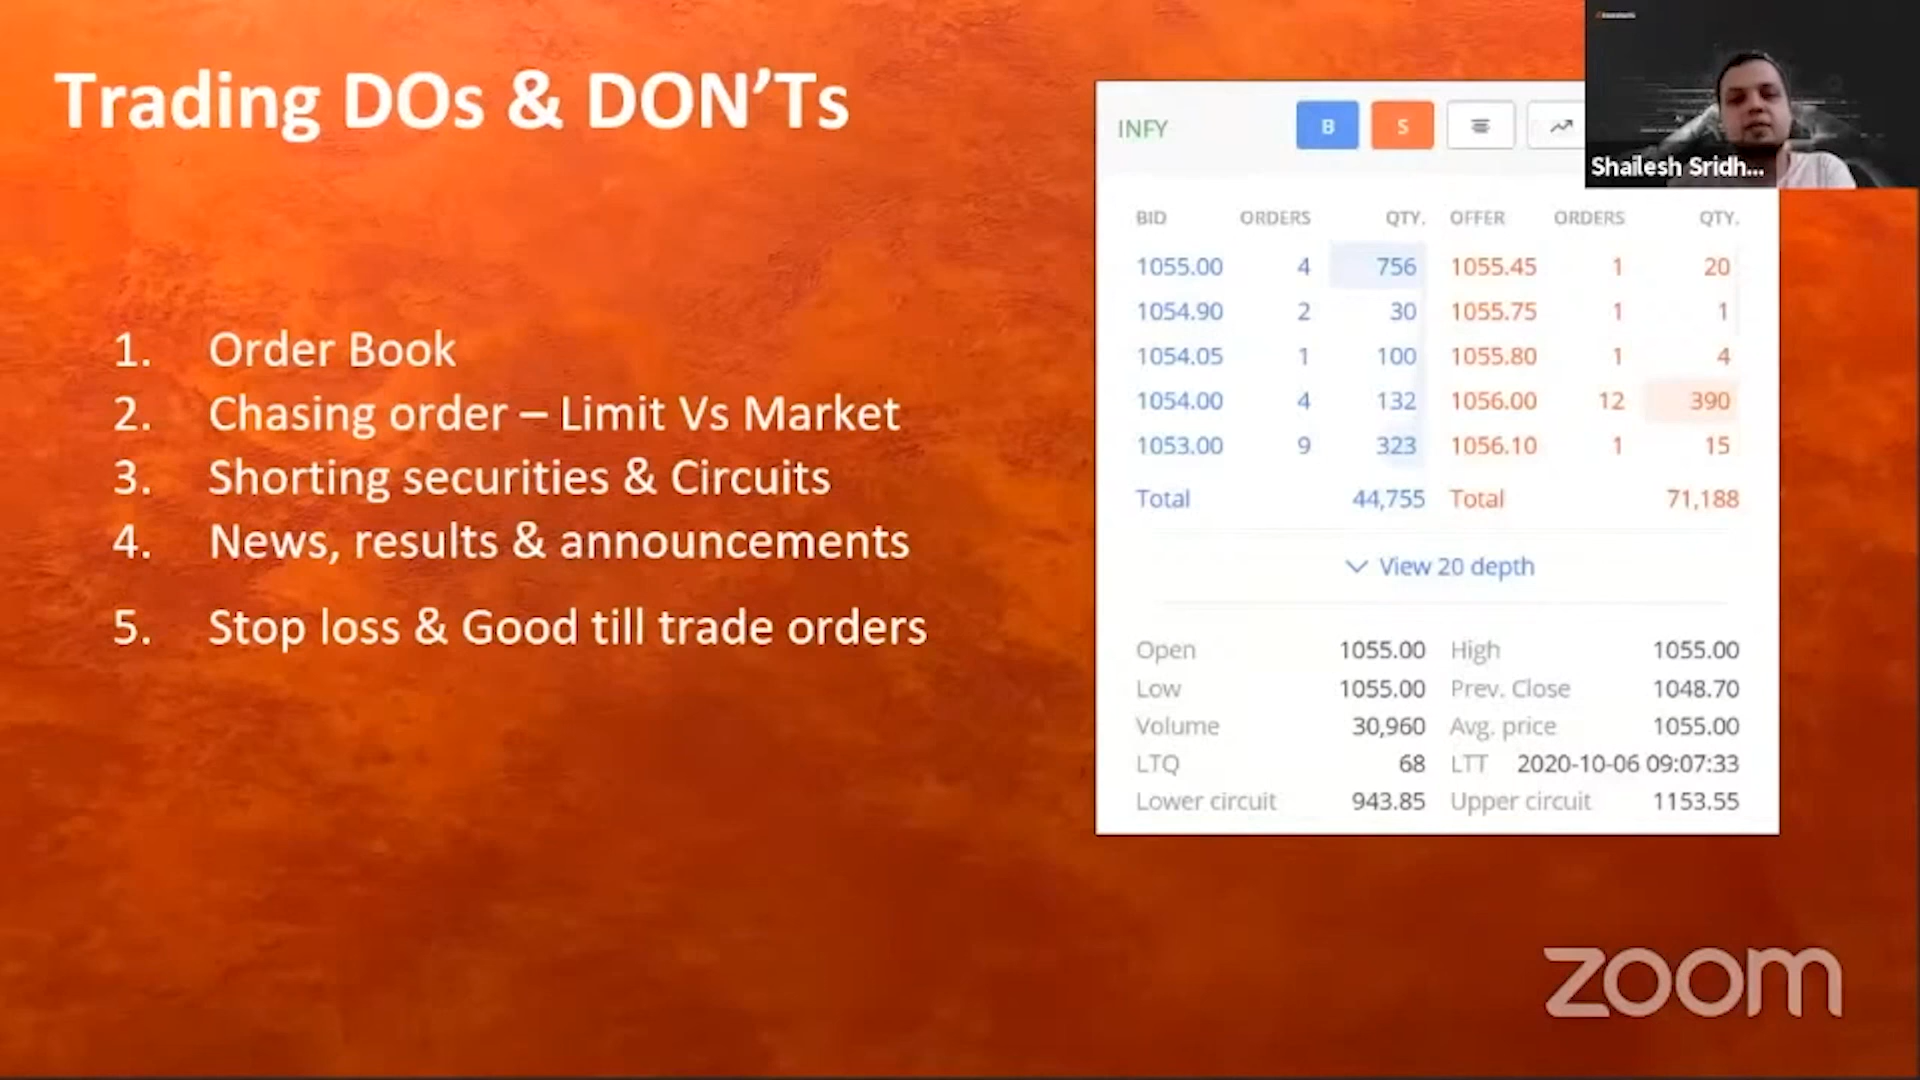 Trading DOs & DON'Ts
1. Order Book
2. Chasing order – Limit Vs Market
3. Shorting securities & Circuits
4. News, results & announcements
5. Stop loss & Good till trade orders
INFY B S
BID ORDERS QTY. OFFER ORDERS QTY.
1055.00 4 756 1055.45 1 20
1054.90 2 30 1055.75 1 1
1054.05 1 100 1055.80 1 4
1054.00 4 132 1056.00 12 390
1053.00 9 323 1056.10 1 15
Total 44,755 Total 71,188
View 20 depth
Open 1055.00 High 1055.00
Low 1055.00 Prev. Close 1048.70
Volume 30,960 Avg. price 1055.00
LTQ 68 LTT 2020-10-06 09:07:33
Lower circuit 943.85 Upper circuit 1153.55
Shailesh Sridh...
zoom